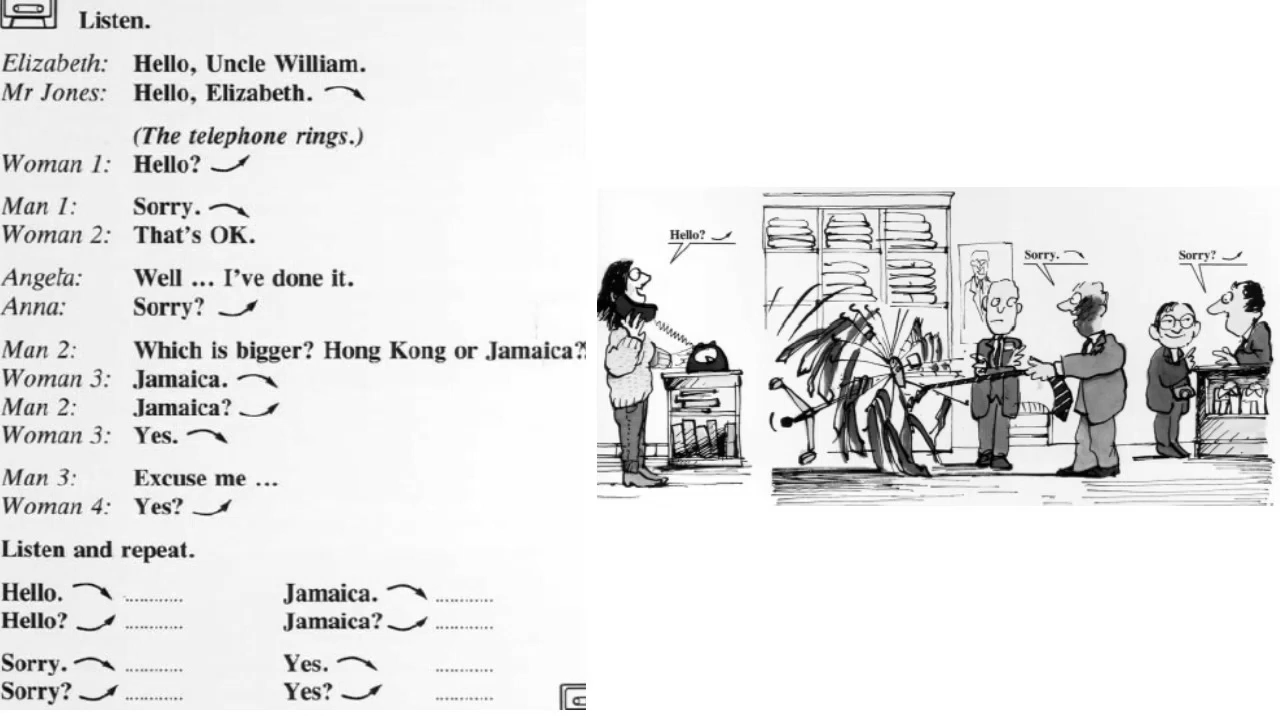 Listen.
Elizabeth: Hello, Uncle William.
Mr Jones: Hello, Elizabeth.
(The telephone rings.)
Woman 1: Hello?
Man 1: Sorry.
Woman 2: That's OK.
Angela: Well ... I've done it.
Anna: Sorry?
Man 2: Which is bigger? Hong Kong or Jamaica?
Woman 3: Jamaica.
Man 2: Jamaica?
Woman 3: Yes.
Man 3: Excuse me ...
Woman 4: Yes?
Listen and repeat.
Hello. ............ Jamaica. ............
Hello? ............ Jamaica? ............
Sorry. ............ Yes. ............
Sorry? ............ Yes? ............
Hello?
Sorry.
Sorry?